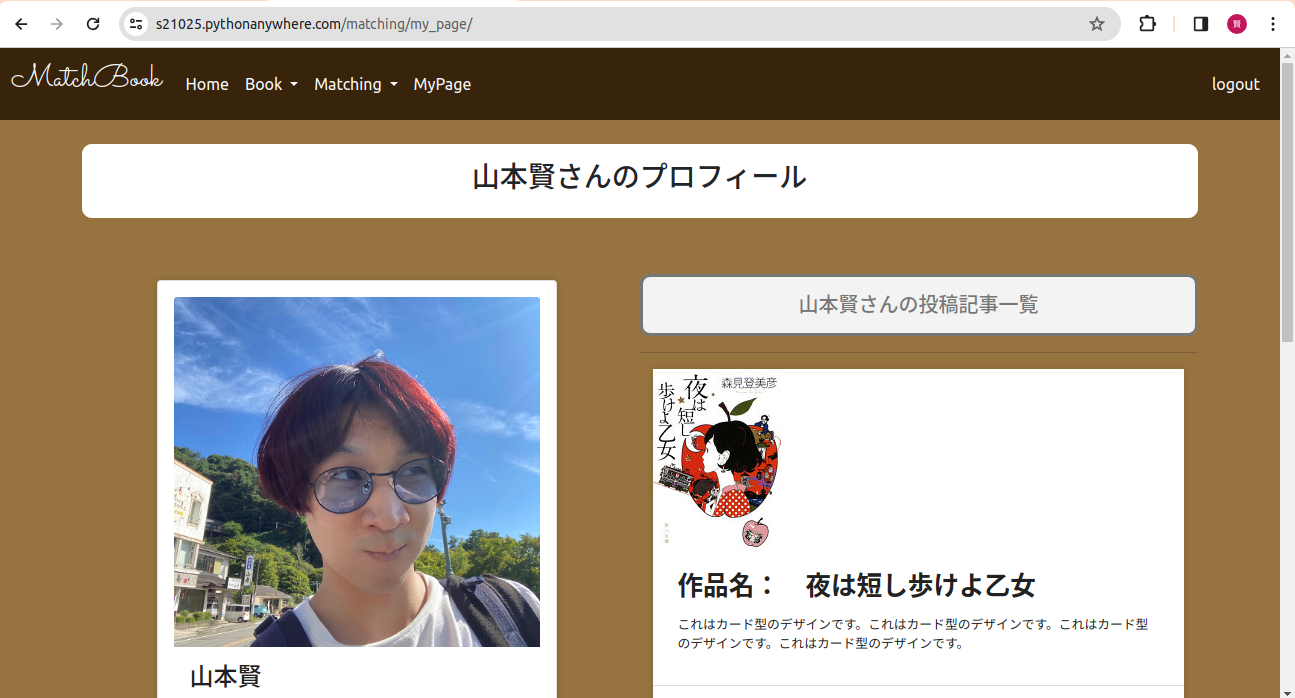 s21025.pythonanywhere.com/matching/my_page/
賢
MatchBook
Home
Book
Matching
MyPage
logout
山本賢さんのプロフィール
山本賢さんの投稿記事一覧
夜は短し
歩けよ乙女
森見登美彦
作品名： 夜は短し歩けよ乙女
これはカード型のデザインです。これはカード型のデザインです。これはカード型
のデザインです。これはカード型のデザインです。
山本賢